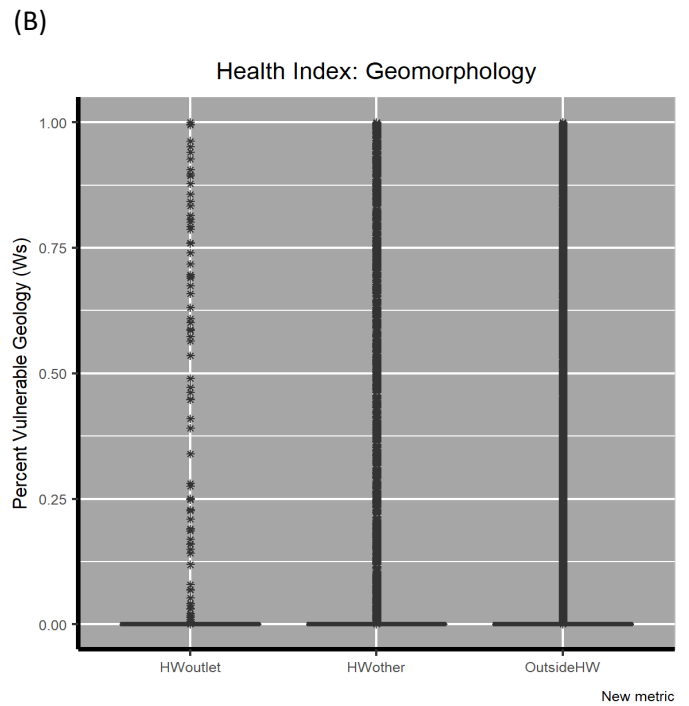 (B)
Health Index: Geomorphology
Percent Vulnerable Geology (Ws)
1.00
0.75
0.50
0.25
0.00
HWoutlet HWother OutsideHW
New metric